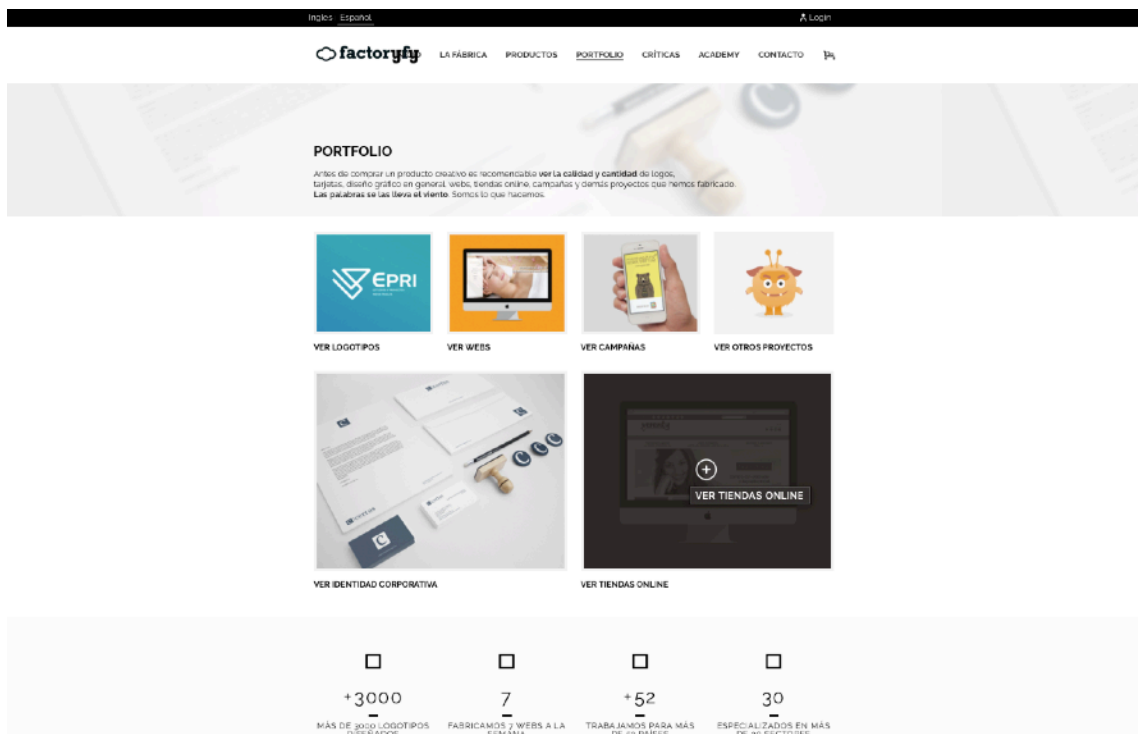 Ingles Español
Login
factoryfy
LA FÁBRICA PRODUCTOS PORTFOLIO CRÍTICAS ACADEMY CONTACTO
PORTFOLIO
Antes de comprar un producto creativo es recomendable ver la calidad y cantidad de logos,
tarjetas, diseño gráfico en general, webs, tiendas online, campañas y demás proyectos que hemos fabricado.
Las palabras se las lleva el viento. Somos lo que hacemos.
EPRI
VER LOGOTIPOS
VER WEBS
VER CAMPAÑAS
VER OTROS PROYECTOS
VER TIENDAS ONLINE
VER IDENTIDAD CORPORATIVA
VER TIENDAS ONLINE
+3000
7
+52
30
MÁS DE 3000 LOGOTIPOS
DISEÑADOS
FABRICAMOS 7 WEBS A LA
SEMANA
TRABAJAMOS PARA MÁS
ESPECIALIZADOS EN MÁS